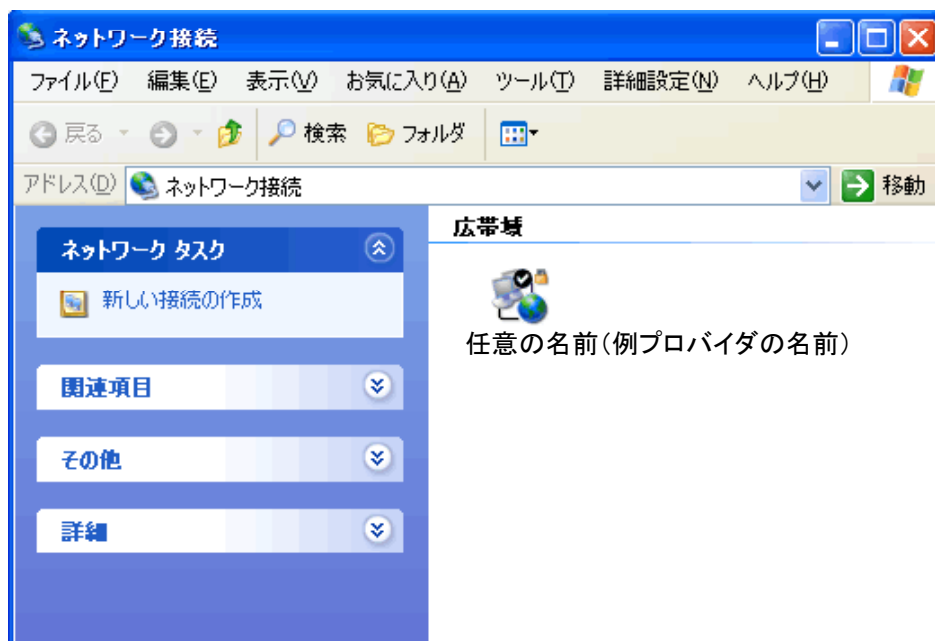 ネットワーク接続
ファイル(F) 編集(E) 表示(V) お気に入り(A) ツール(T) 詳細設定(N) ヘルプ(H)
戻る 検索 フォルダ
アドレス(D) ネットワーク接続 移動
広帯域
ネットワーク タスク
新しい接続の作成
任意の名前(例プロバイダの名前)
関連項目
その他
詳細